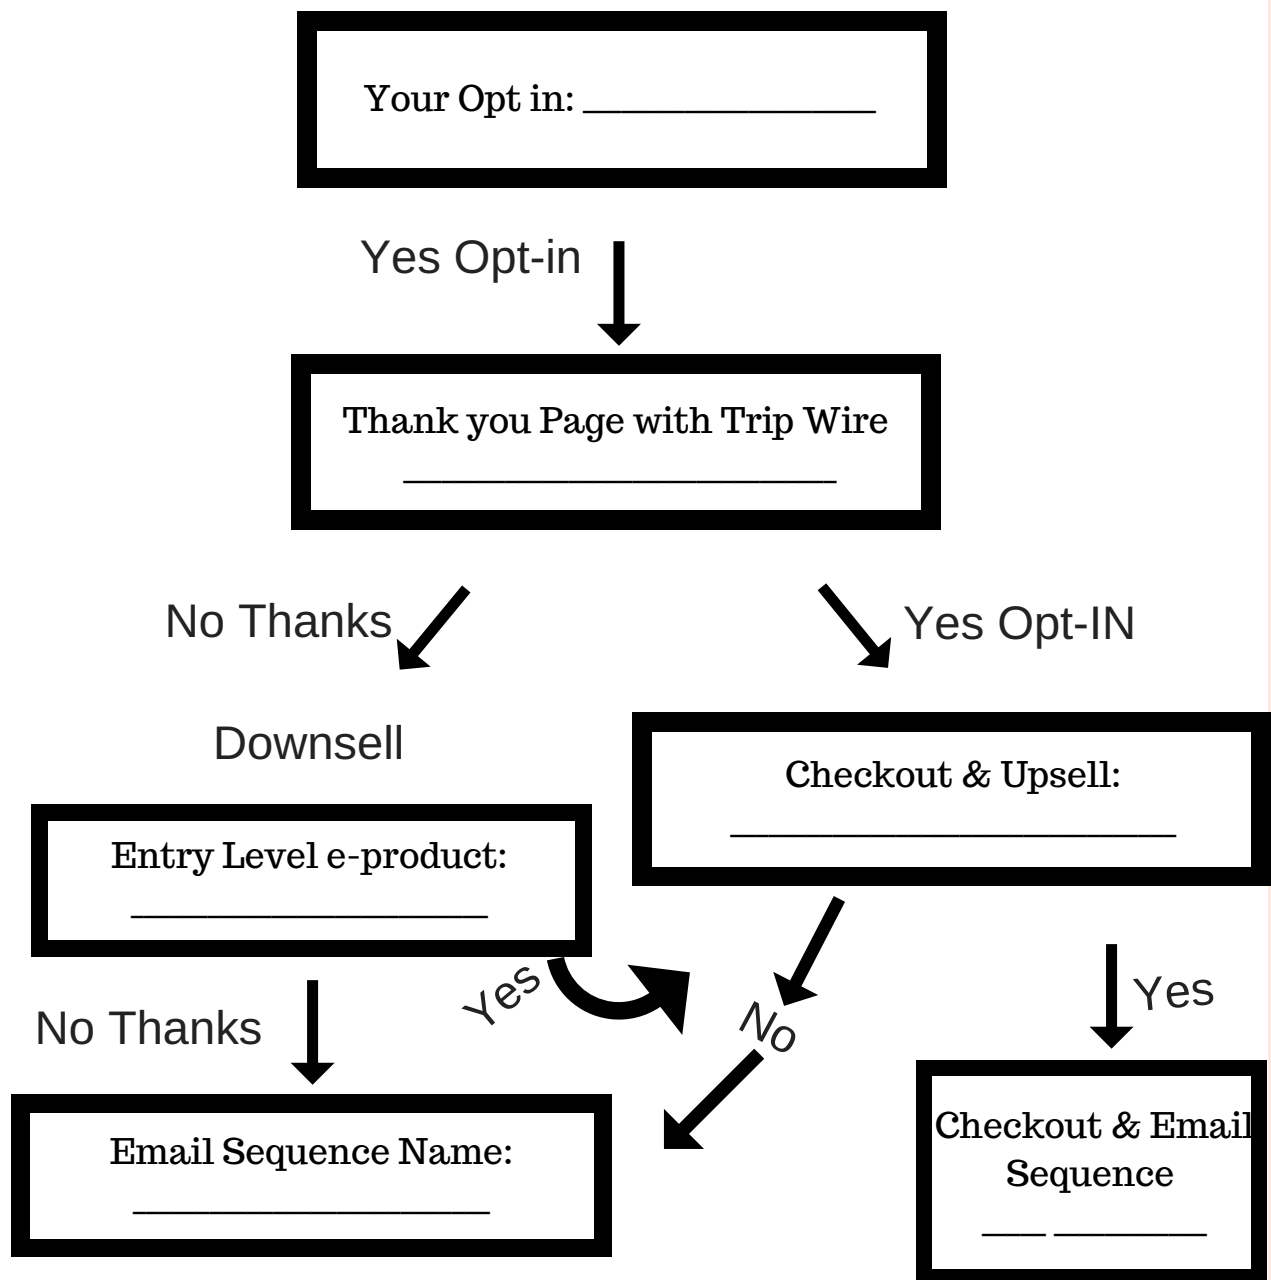 Your Opt in: _______________
Yes Opt-in
Thank you Page with Trip Wire
______________________
No Thanks
Yes Opt-IN
Downsell
Checkout & Upsell:
_______________________
Entry Level e-product:
__________________
Yes
No Thanks
No
Yes
Email Sequence Name:
__________________
Checkout & Email
Sequence
___ ________